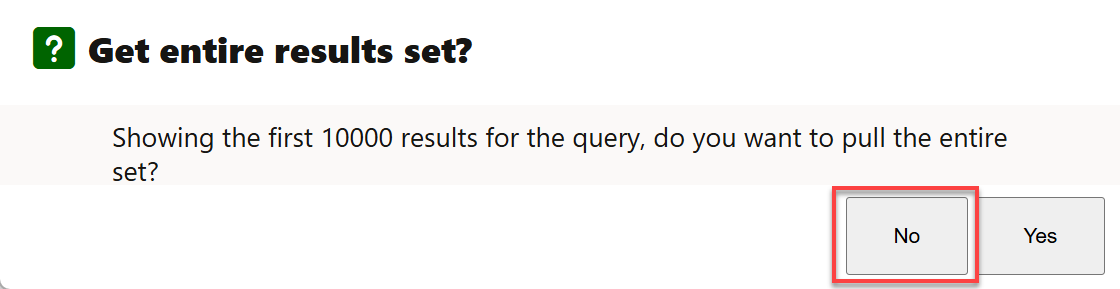 ? Get entire results set?
Showing the first 10000 results for the query, do you want to pull the entire
set?
No Yes